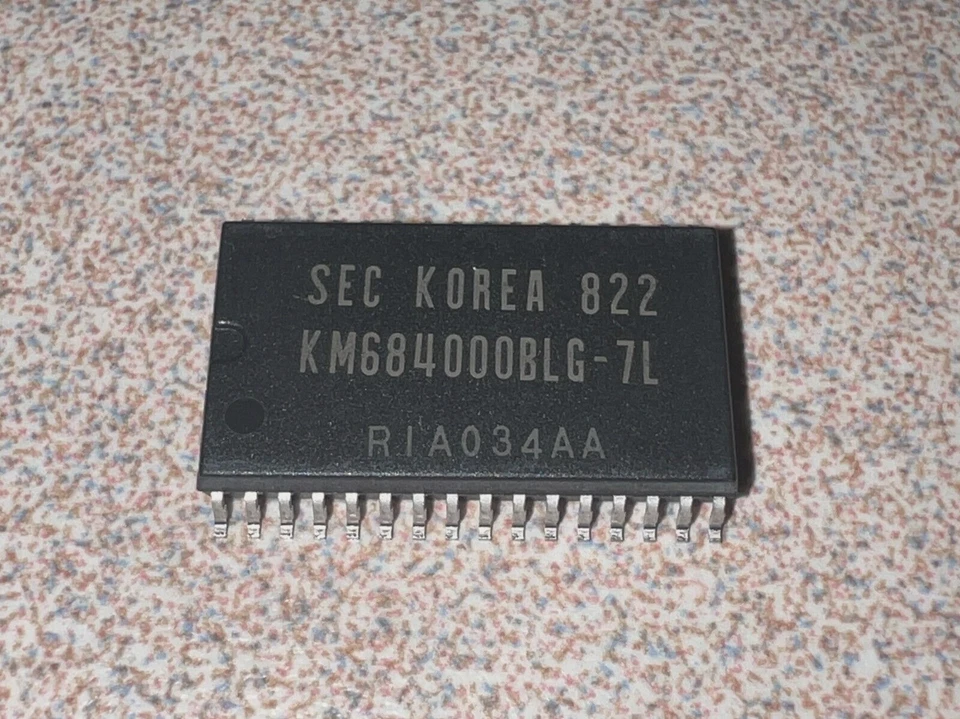 SEC KOREA 822
KM684000BLG-7L
RIA034AA